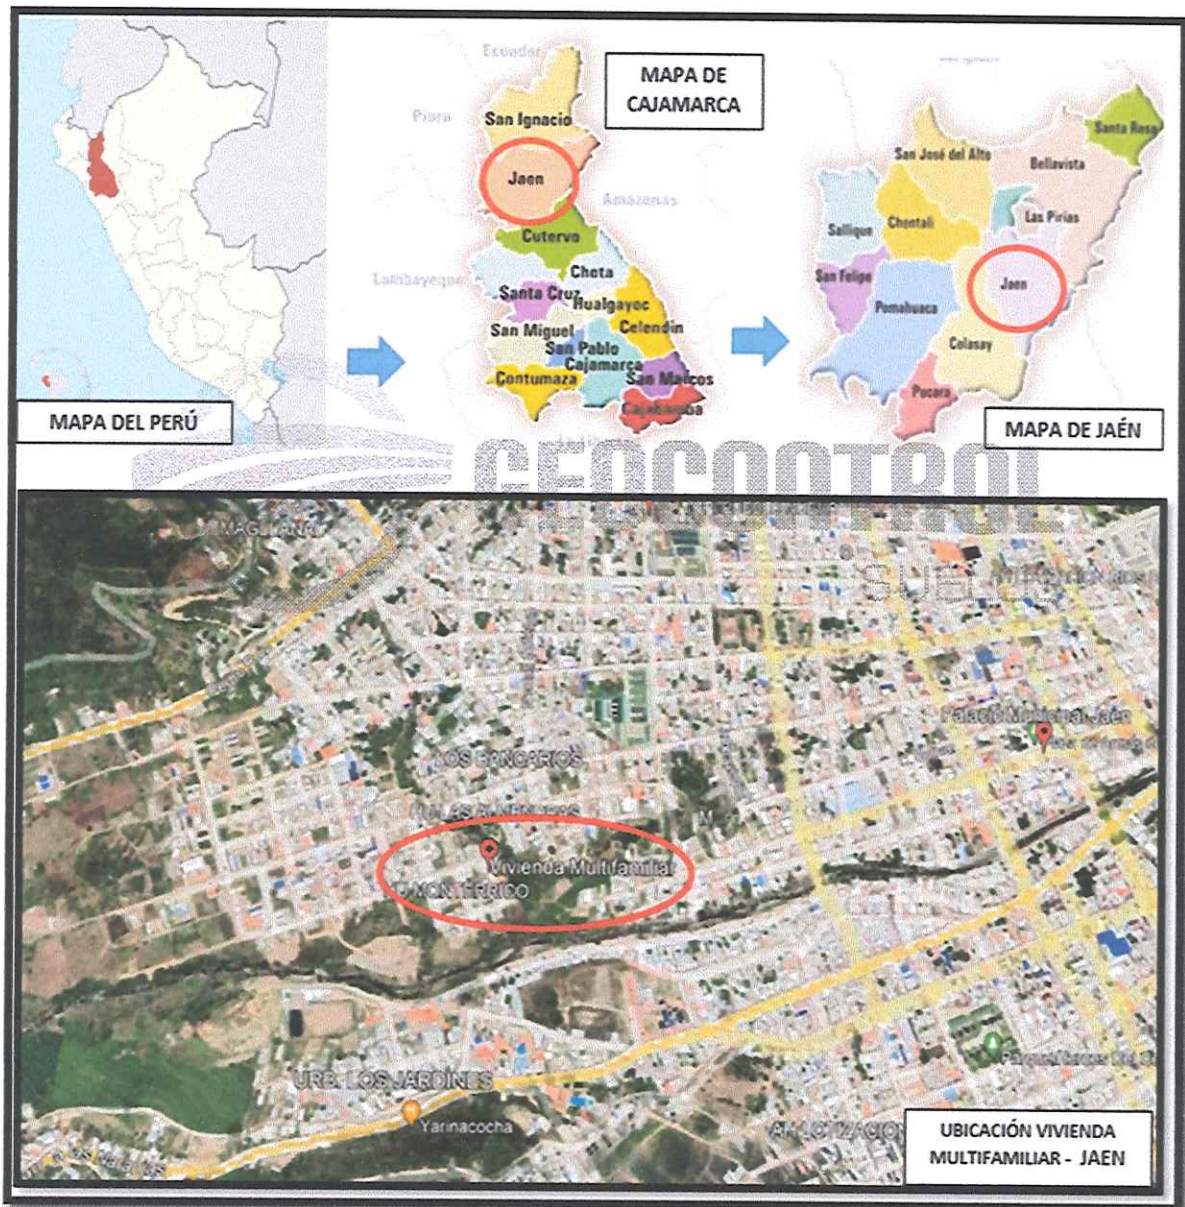 Ecuador
MAPA DE
CAJAMARCA
Piura
San Ignacio
Jaen
Amazonas
Cutervo
Lambayeque
Chota
Santa Cruz
Hualgayoc
San Miguel
Celendin
San Pablo
Cajamarca
Contumaza
San Marcos
Cajabamba
MAPA DEL PERÚ
Santa Rosa
San José del Alto
Bellavista
Las Pirias
Sallique
Chontali
San Felipe
Jaen
Pomahuaca
Colasay
Pucara
MAPA DE JAÉN
GEOCONTROL
Palacio Municipal Jaén
LOS BANCARIOS
Vivienda Multifamiliar
MONTERRICO
URB. LOS JARDINES
Yarinacocha
UBICACIÓN VIVIENDA
MULTIFAMILIAR - JAEN